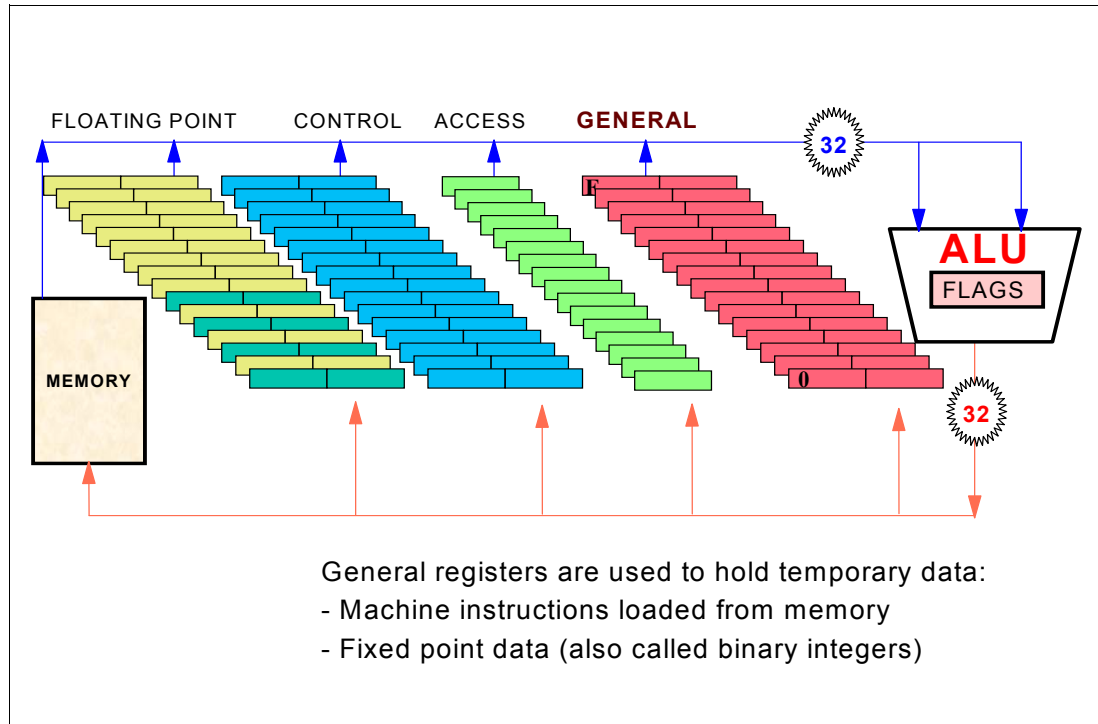 FLOATING POINT CONTROL ACCESS GENERAL
32
F
ALU
FLAGS
MEMORY
0
32
General registers are used to hold temporary data:
- Machine instructions loaded from memory
- Fixed point data (also called binary integers)